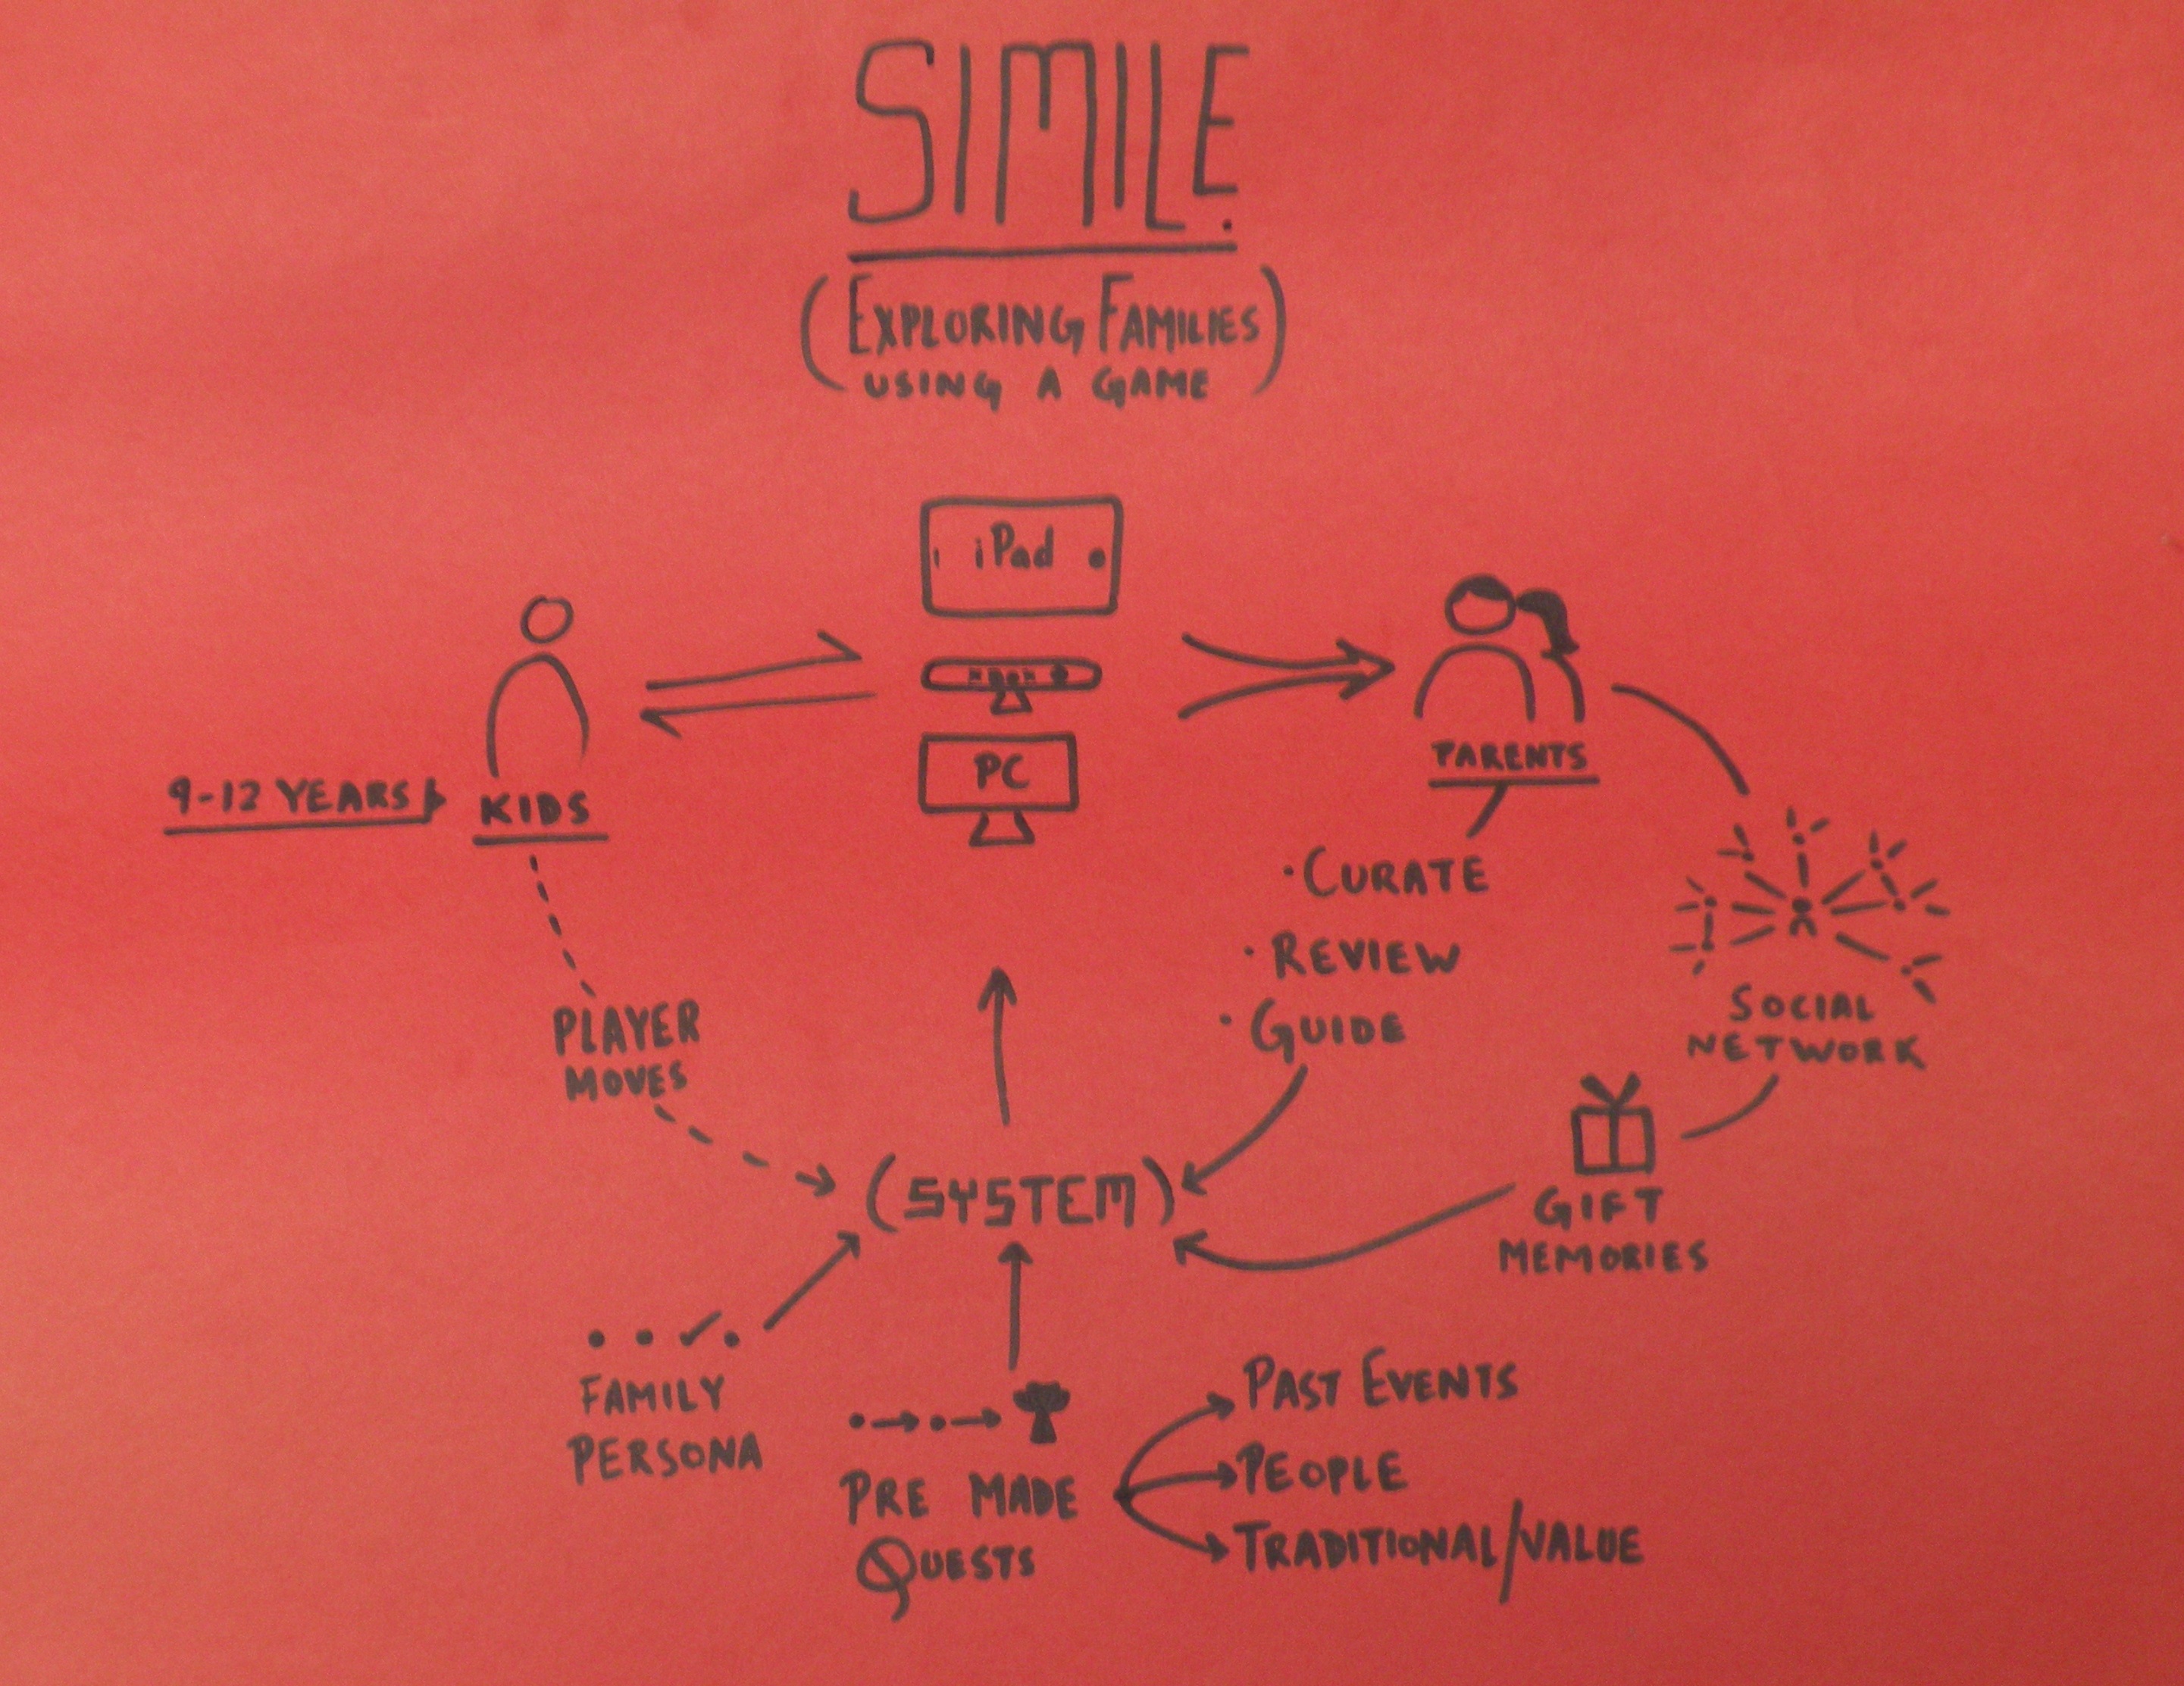 SIMILE.
(EXPLORING FAMILIES
USING A GAME)
iPad
PC
9-12 YEARS
KIDS
PARENTS
• CURATE
• REVIEW
• GUIDE
PLAYER
MOVES
SOCIAL
NETWORK
(SYSTEM)
GIFT
MEMORIES
FAMILY
PERSONA
PRE MADE
QUESTS
PAST EVENTS
PEOPLE
TRADITIONAL/VALUE